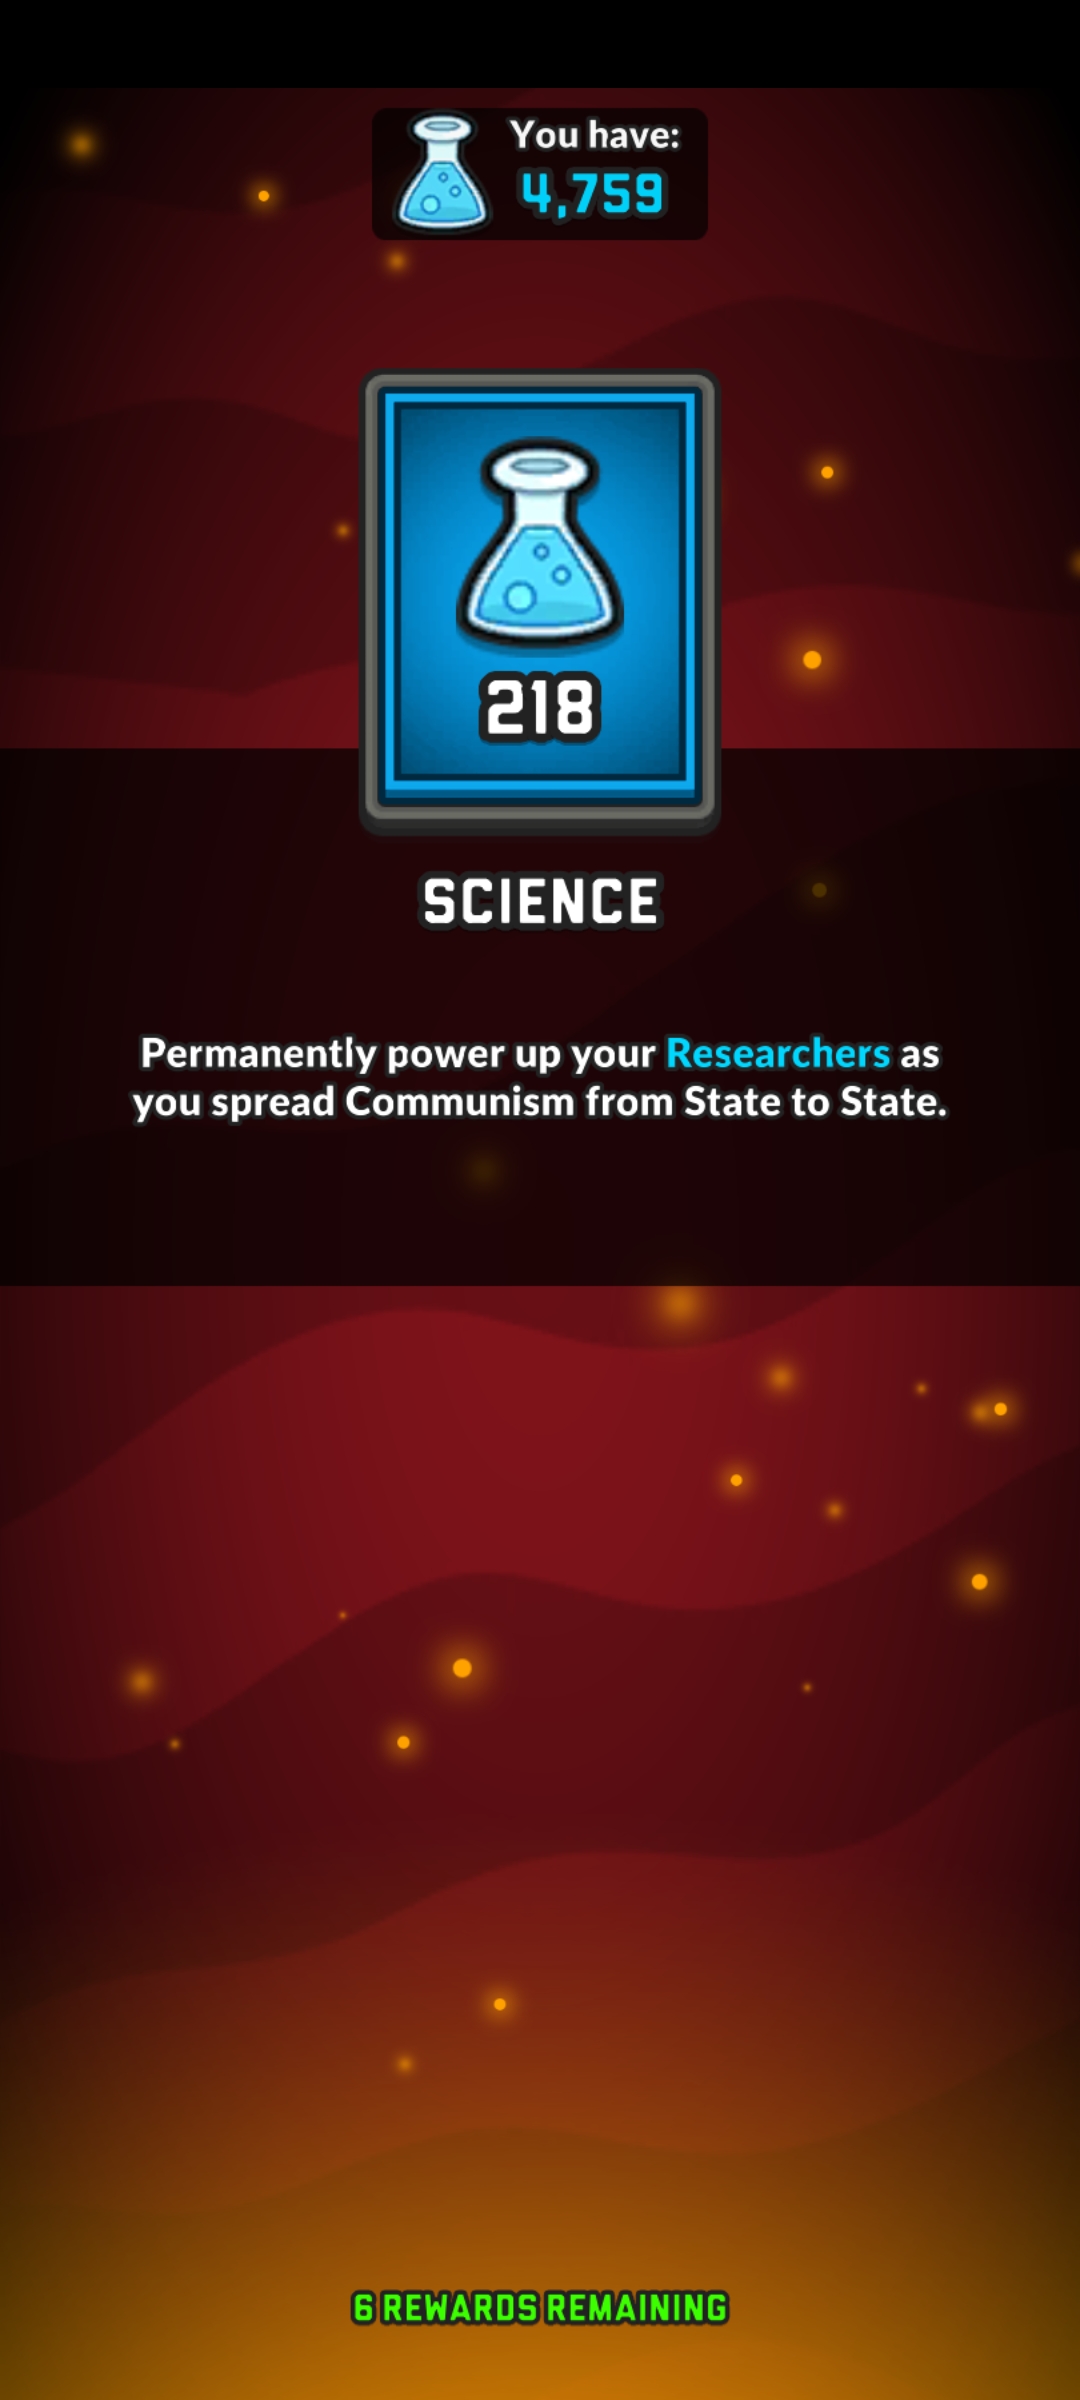 You have:
4,759
218
SCIENCE
Permanently power up your Researchers as
you spread Communism from State to State.
6 REWARDS REMAINING